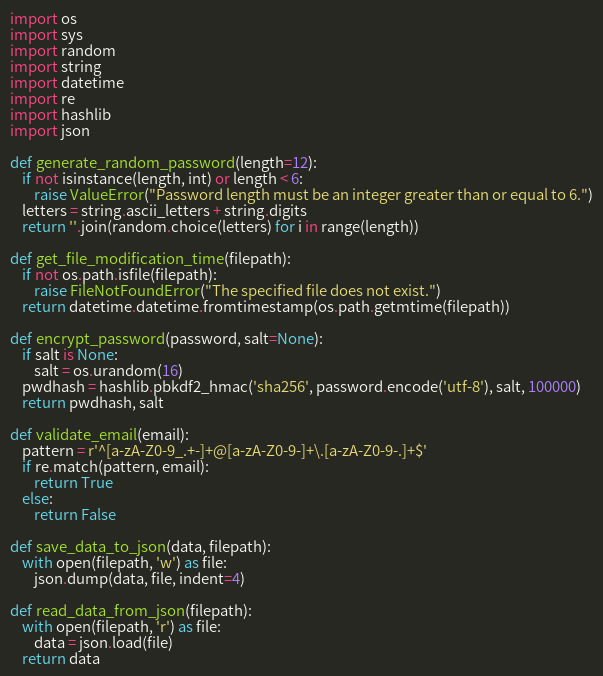 import os
import sys
import random
import string
import datetime
import re
import hashlib
import json

def generate_random_password(length=12):
    if not isinstance(length, int) or length < 6:
        raise ValueError("Password length must be an integer greater than or equal to 6.")
    letters = string.ascii_letters + string.digits
    return ''.join(random.choice(letters) for i in range(length))

def get_file_modification_time(filepath):
    if not os.path.isfile(filepath):
        raise FileNotFoundError("The specified file does not exist.")
    return datetime.datetime.fromtimestamp(os.path.getmtime(filepath))

def encrypt_password(password, salt=None):
    if salt is None:
        salt = os.urandom(16)
    pwdhash = hashlib.pbkdf2_hmac('sha256', password.encode('utf-8'), salt, 100000)
    return pwdhash, salt

def validate_email(email):
    pattern = r'^[a-zA-Z0-9_.+-]+@[a-zA-Z0-9-]+\.[a-zA-Z0-9-.]+$'
    if re.match(pattern, email):
        return True
    else:
        return False

def save_data_to_json(data, filepath):
    with open(filepath, 'w') as file:
        json.dump(data, file, indent=4)

def read_data_from_json(filepath):
    with open(filepath, 'r') as file:
        data = json.load(file)
    return data